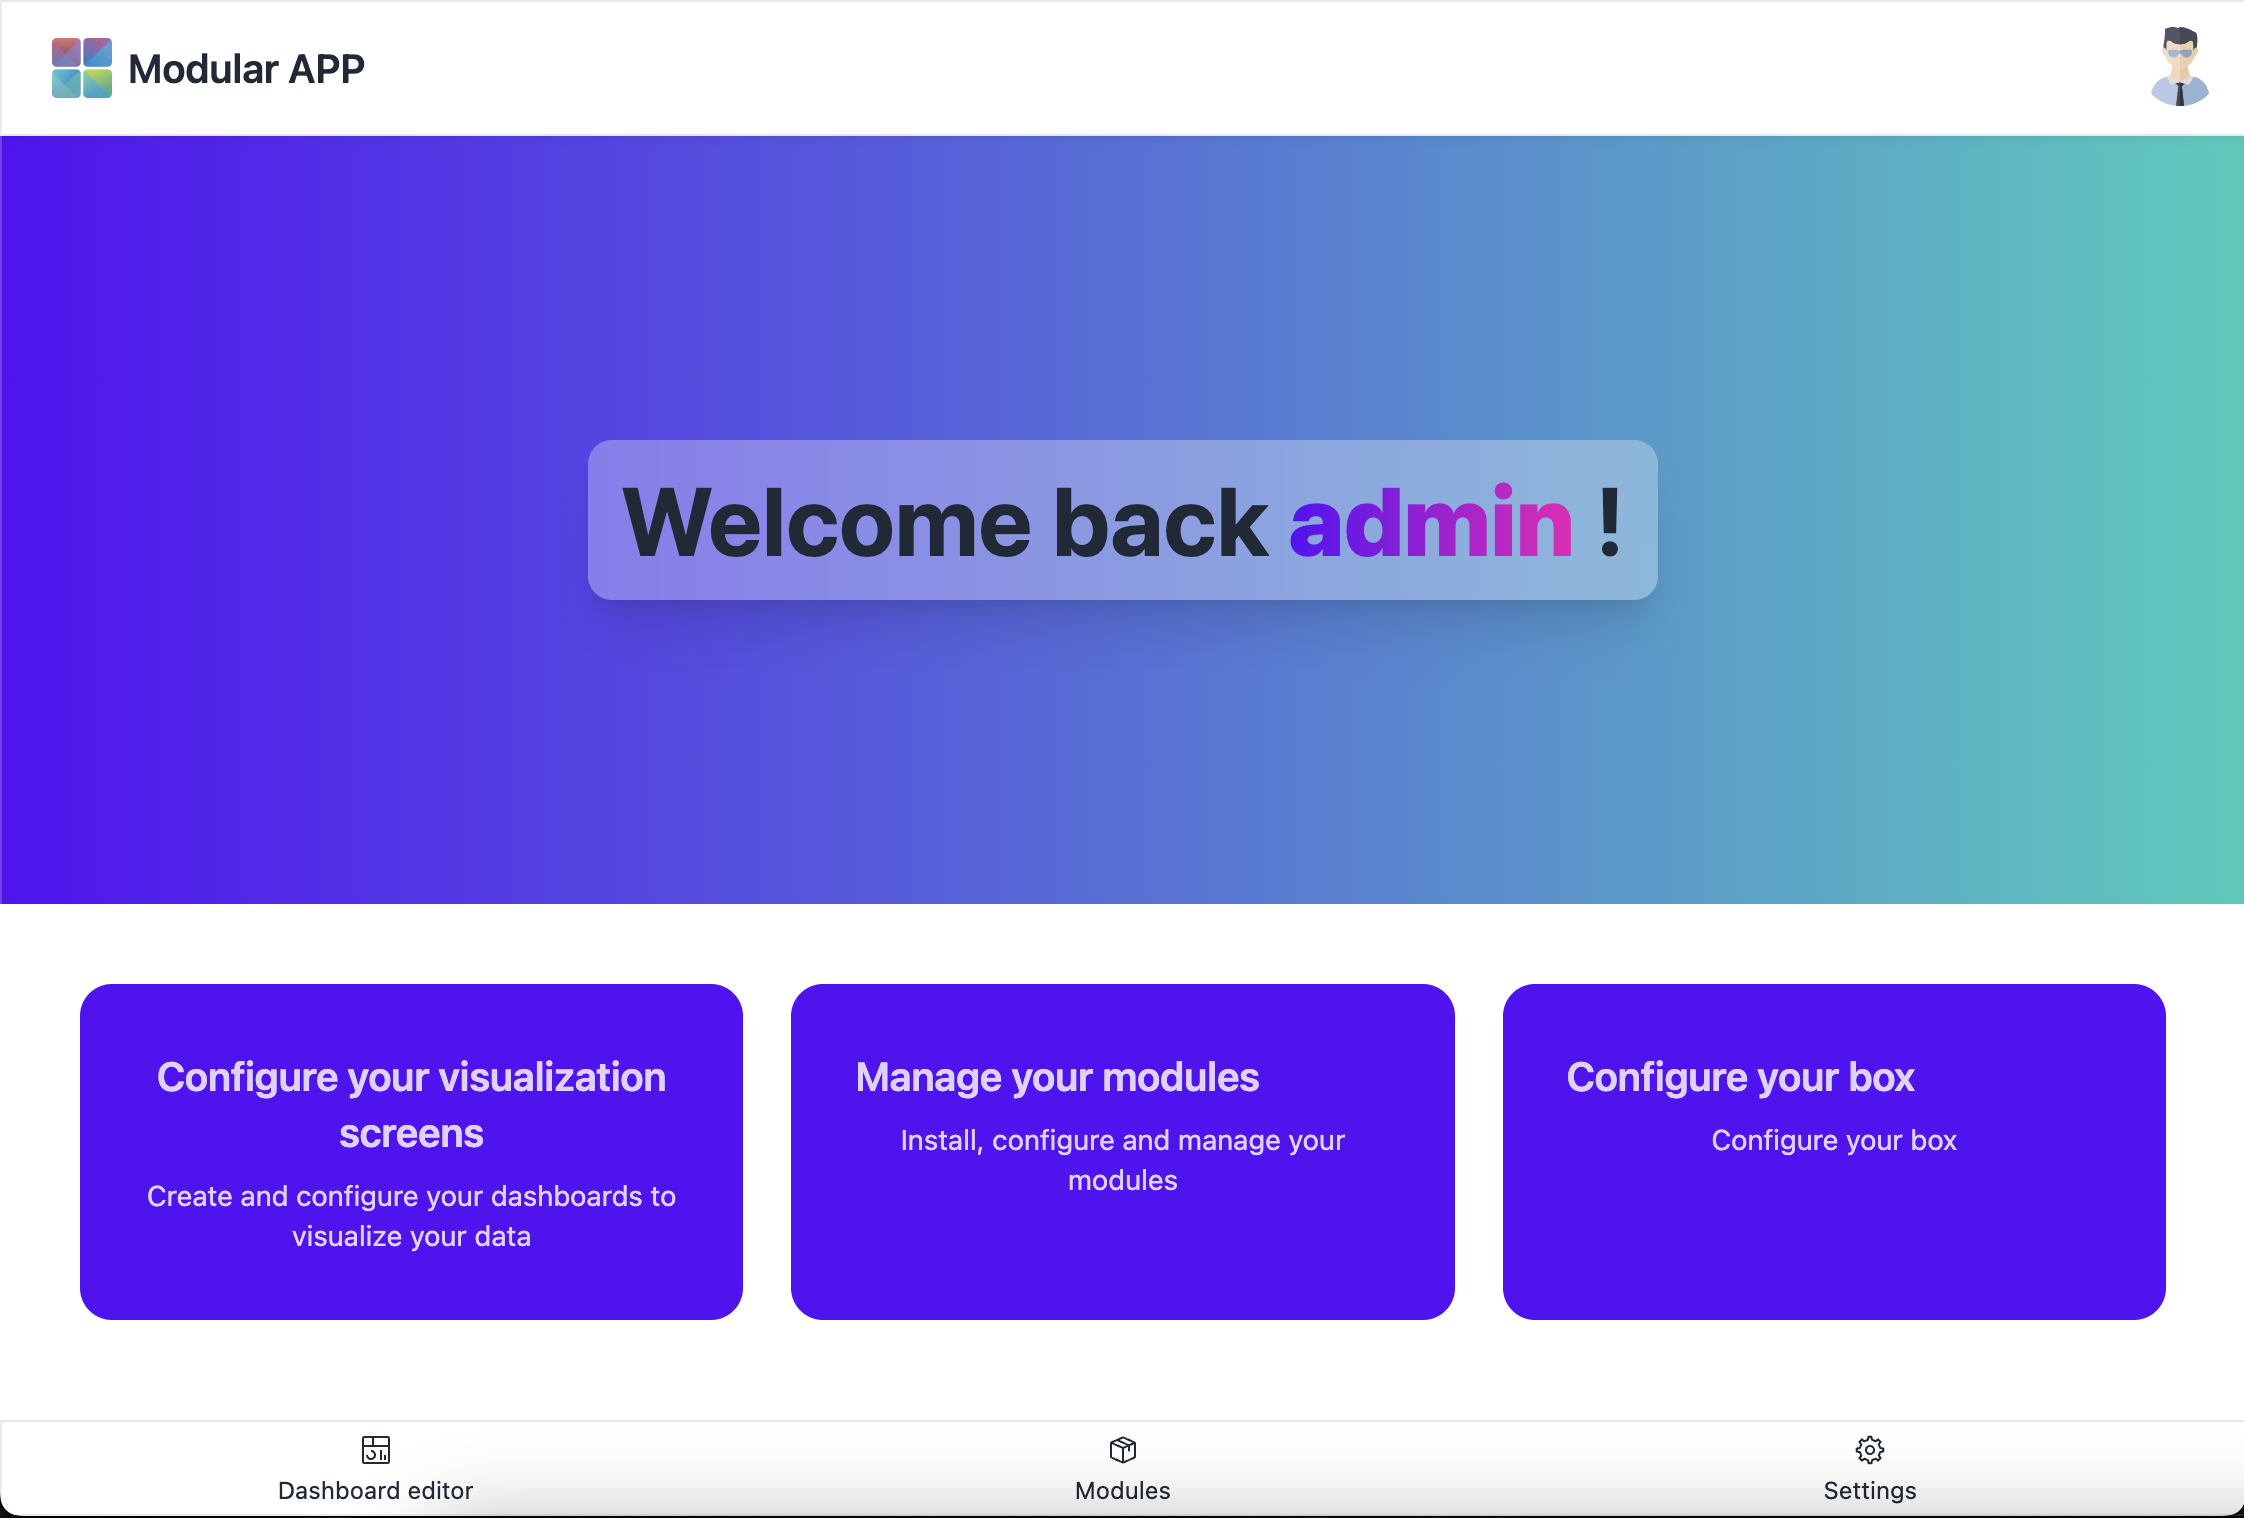 Modular APP
Welcome back admin !
Configure your visualization
screens
Create and configure your dashboards to
visualize your data
Manage your modules
Install, configure and manage your
modules
Configure your box
Configure your box
Dashboard editor
Modules
Settings